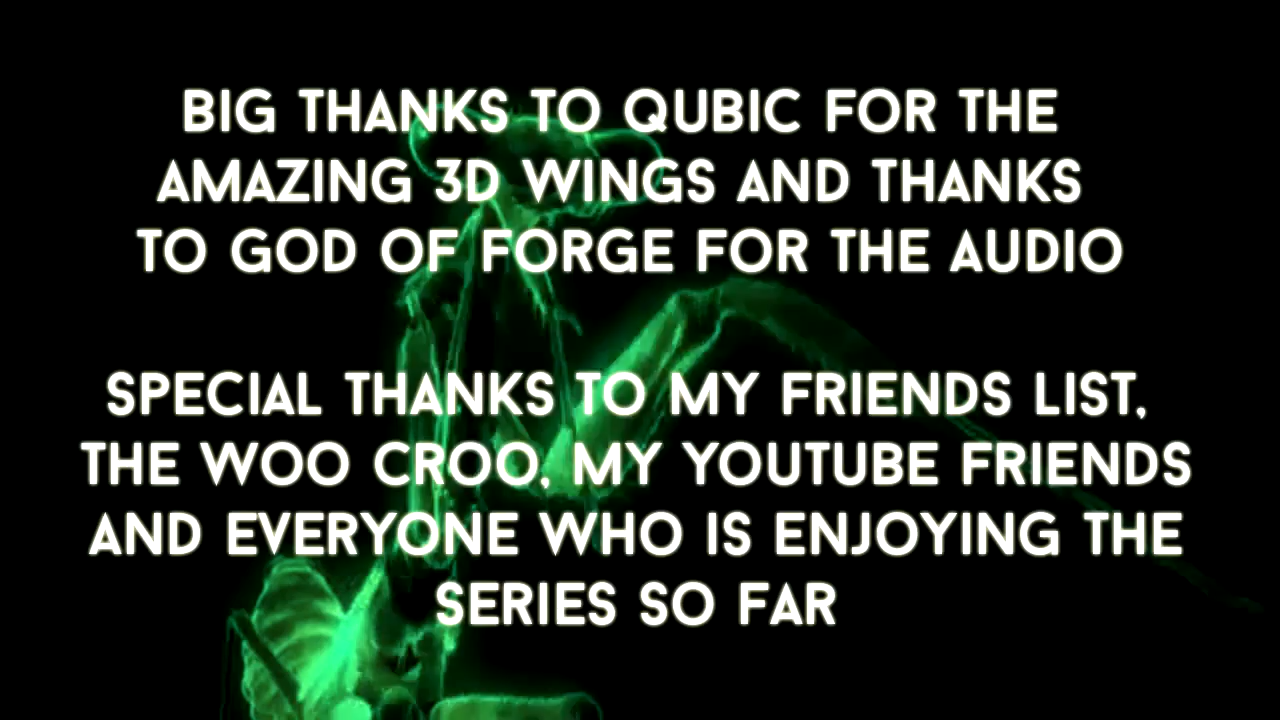 BIG THANKS TO QUBIC FOR THE
AMAZING 3D WINGS AND THANKS
TO GOD OF FORGE FOR THE AUDIO
SPECIAL THANKS TO MY FRIENDS LIST,
THE WOO CROO, MY YOUTUBE FRIENDS
AND EVERYONE WHO IS ENJOYING THE
SERIES SO FAR